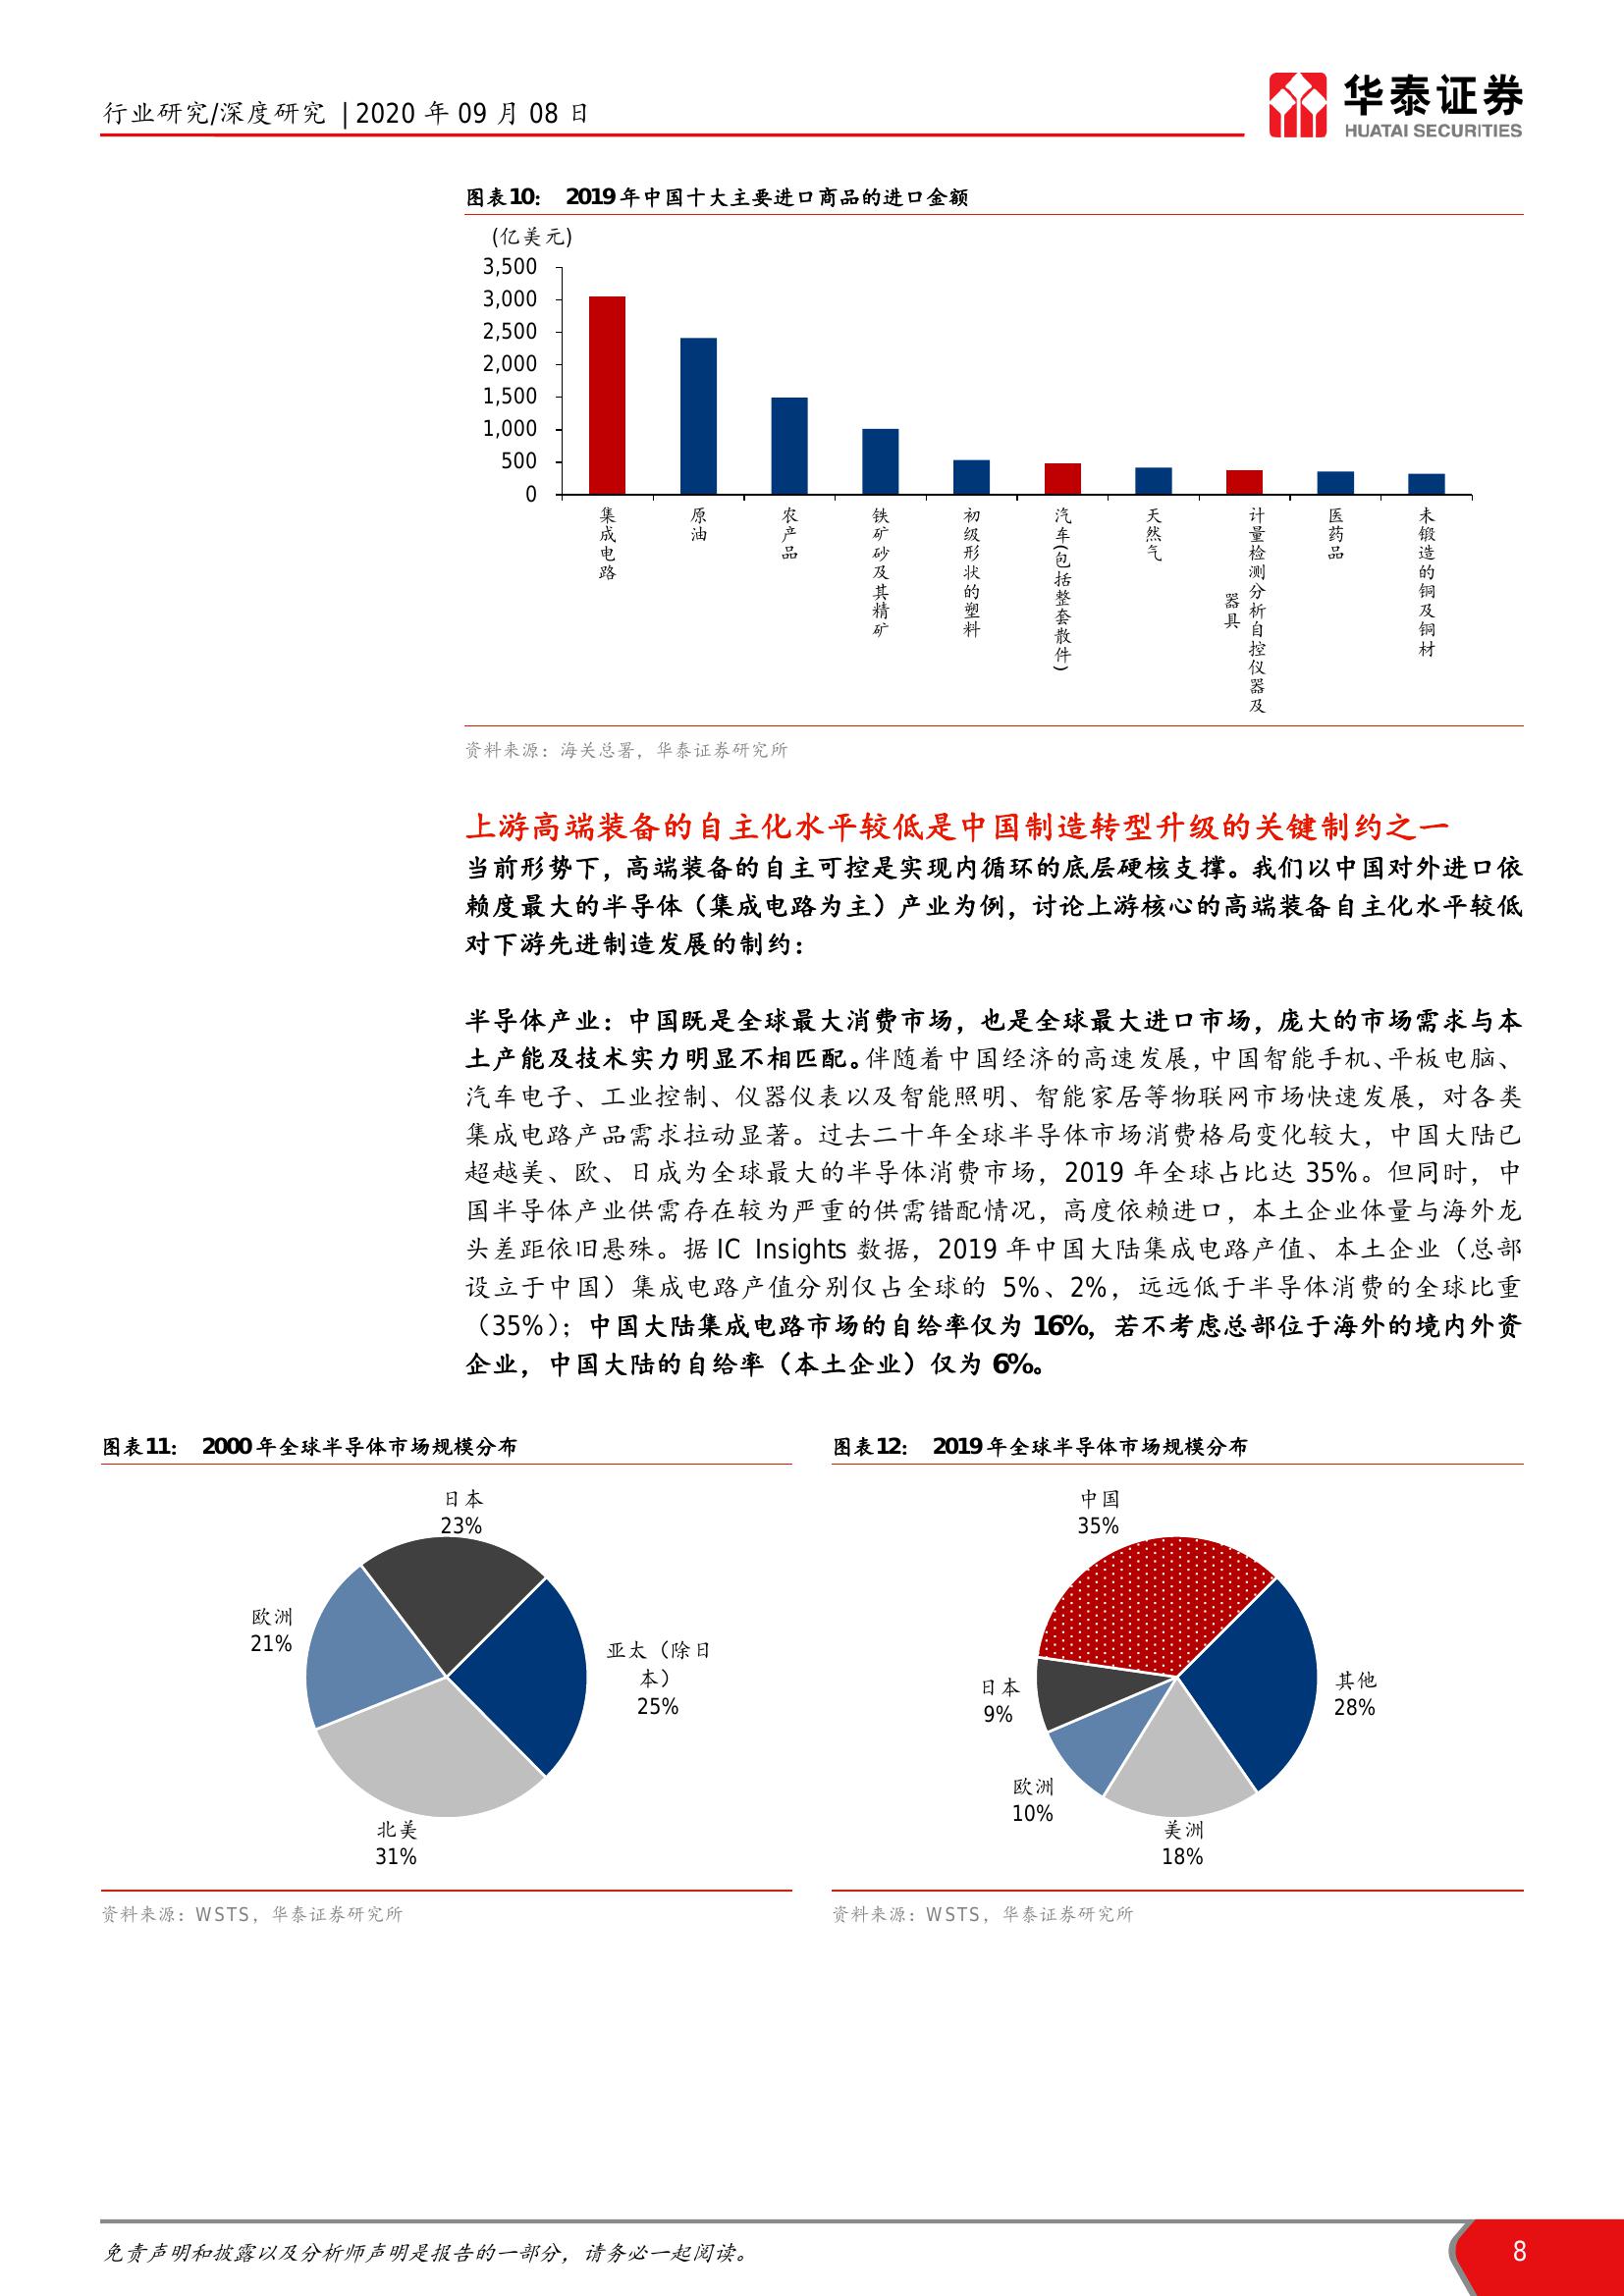 行业研究/深度研究 | 2020 年 09 月 08 日
华泰证券
HUATAI SECURITIES
图表10： 2019年中国十大主要进口商品的进口金额
(亿美元)
3,500
3,000
2,500
2,000
1,500
1,000
500
0
集成电路
原油
农产品
铁矿砂及其精矿
初级形状的塑料
汽车(包括整套散件)
天然气
计量检测分析自控仪器及
器具
医药品
未锻造的铜及铜材
资料来源：海关总署，华泰证券研究所
上游高端装备的自主化水平较低是中国制造转型升级的关键制约之一
当前形势下，高端装备的自主可控是实现内循环的底层硬核支撑。我们以中国对外进口依
赖度最大的半导体（集成电路为主）产业为例，讨论上游核心的高端装备自主化水平较低
对下游先进制造发展的制约：
半导体产业：中国既是全球最大消费市场，也是全球最大进口市场，庞大的市场需求与本
土产能及技术实力明显不相匹配。伴随着中国经济的高速发展，中国智能手机、平板电脑、
汽车电子、工业控制、仪器仪表以及智能照明、智能家居等物联网市场快速发展，对各类
集成电路产品需求拉动显著。过去二十年全球半导体市场消费格局变化较大，中国大陆已
超越美、欧、日成为全球最大的半导体消费市场，2019 年全球占比达 35%。但同时，中
国半导体产业供需存在较为严重的供需错配情况，高度依赖进口，本土企业体量与海外龙
头差距依旧悬殊。据 IC Insights 数据，2019 年中国大陆集成电路产值、本土企业（总部
设立于中国）集成电路产值分别仅占全球的 5%、2%，远远低于半导体消费的全球比重
（35%）；中国大陆集成电路市场的自给率仅为 16%，若不考虑总部位于海外的境内外资
企业，中国大陆的自给率（本土企业）仅为 6%。
图表11： 2000年全球半导体市场规模分布
日本
23%
欧洲
21%
亚太（除日
本）
25%
北美
31%
资料来源：WSTS，华泰证券研究所
图表12： 2019年全球半导体市场规模分布
中国
35%
日本
9%
其他
28%
欧洲
10%
美洲
18%
资料来源：WSTS，华泰证券研究所
免责声明和披露以及分析师声明是报告的一部分，请务必一起阅读。
8